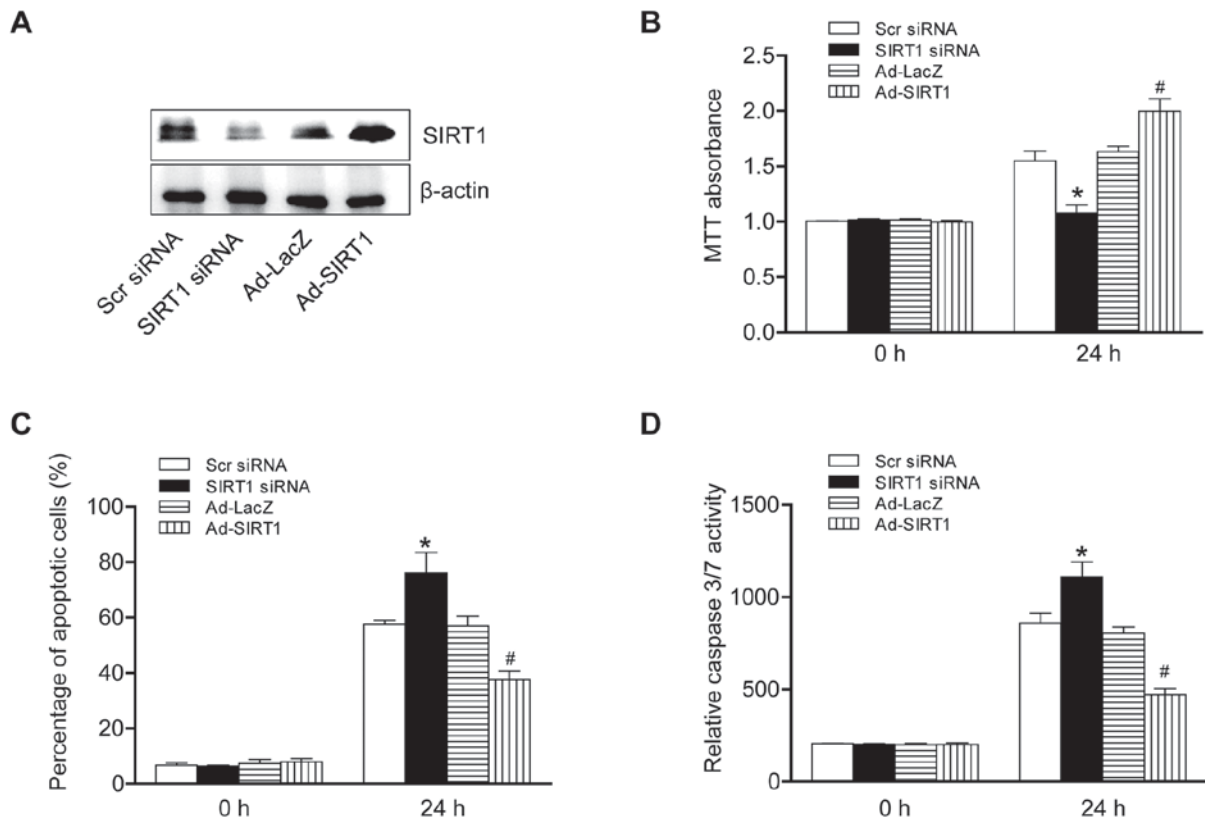 A
SIRT1
β-actin
Scr siRNA
SIRT1 siRNA
Ad-LacZ
Ad-SIRT1
B
Scr siRNA
SIRT1 siRNA
Ad-LacZ
Ad-SIRT1
MTT absorbance
2.5
2.0
1.5
1.0
0.5
0.0
*
#
0 h
24 h
C
Scr siRNA
SIRT1 siRNA
Ad-LacZ
Ad-SIRT1
Percentage of apoptotic cells (%)
100
80
60
40
20
0
*
#
0 h
24 h
D
Scr siRNA
SIRT1 siRNA
Ad-LacZ
Ad-SIRT1
Relative caspase 3/7 activity
1500
1000
500
0
*
#
0 h
24 h